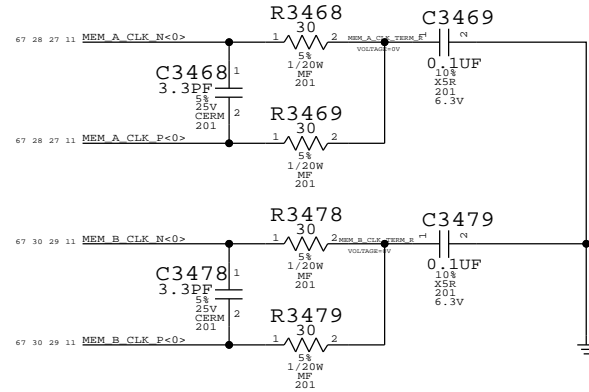 R3468
30
C3469
67 28 27 11 MEM_A_CLK_N<0>
1
2
MEM_A_CLK_TERM_R
VOLTAGE=0V
1
2
5%
1/20W
MF
201
0.1UF
10%
X5R
201
6.3V
C3468
1
3.3PF
5%
25V
CERM
201
2
R3469
30
67 28 27 11 MEM_A_CLK_P<0>
1
2
5%
1/20W
MF
201
R3478
30
C3479
67 30 29 11 MEM_B_CLK_N<0>
1
2
MEM_B_CLK_TERM_R
VOLTAGE=0V
1
2
5%
1/20W
MF
201
0.1UF
10%
X5R
201
6.3V
C3478
1
3.3PF
5%
25V
CERM
201
2
R3479
30
67 30 29 11 MEM_B_CLK_P<0>
1
2
5%
1/20W
MF
201